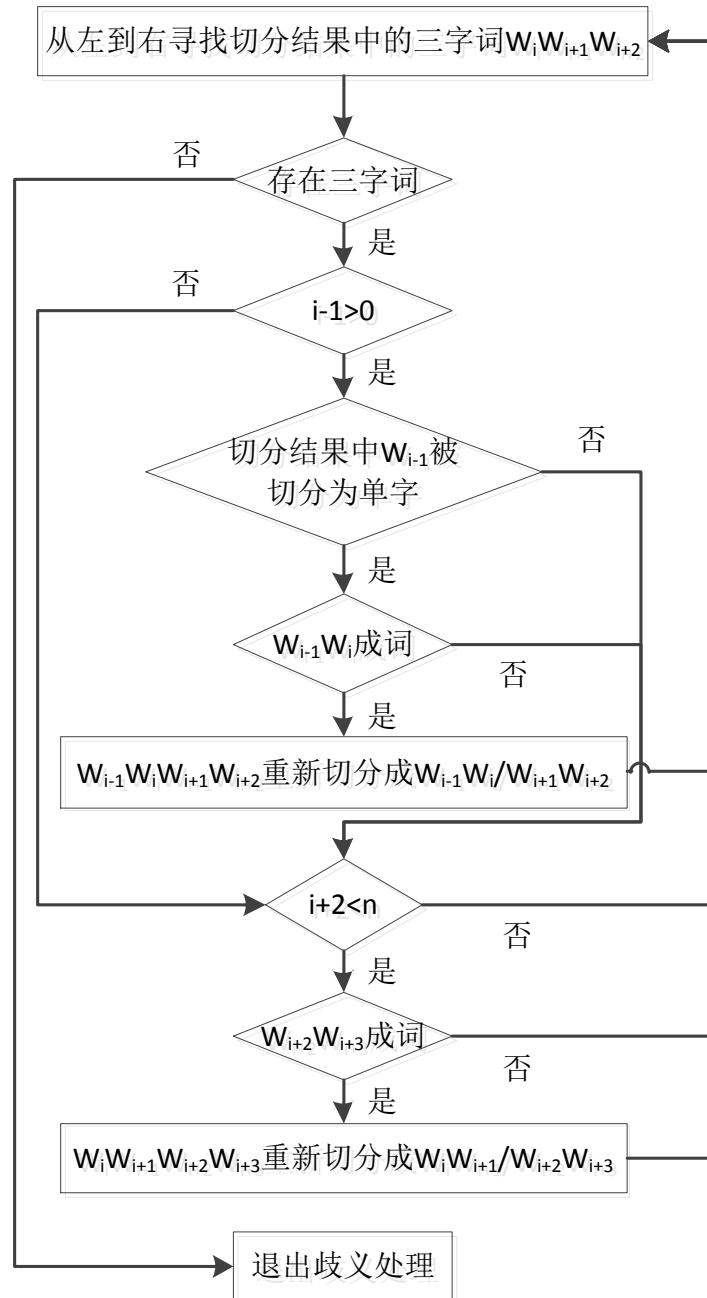 从左到右寻找切分结果中的三字词WᵢWᵢ₊₁Wᵢ₊₂
否
存在三字词
是
否
i-1>0
是
切分结果中Wᵢ₋₁被
切分为单字
否
是
Wᵢ₋₁Wᵢ成词
否
是
Wᵢ₋₁WᵢWᵢ₊₁Wᵢ₊₂重新切分成Wᵢ₋₁Wᵢ/Wᵢ₊₁Wᵢ₊₂
i+2<n
否
是
Wᵢ₊₂Wᵢ₊₃成词
否
是
WᵢWᵢ₊₁Wᵢ₊₂Wᵢ₊₃重新切分成WᵢWᵢ₊₁/Wᵢ₊₂Wᵢ₊₃
退出歧义处理